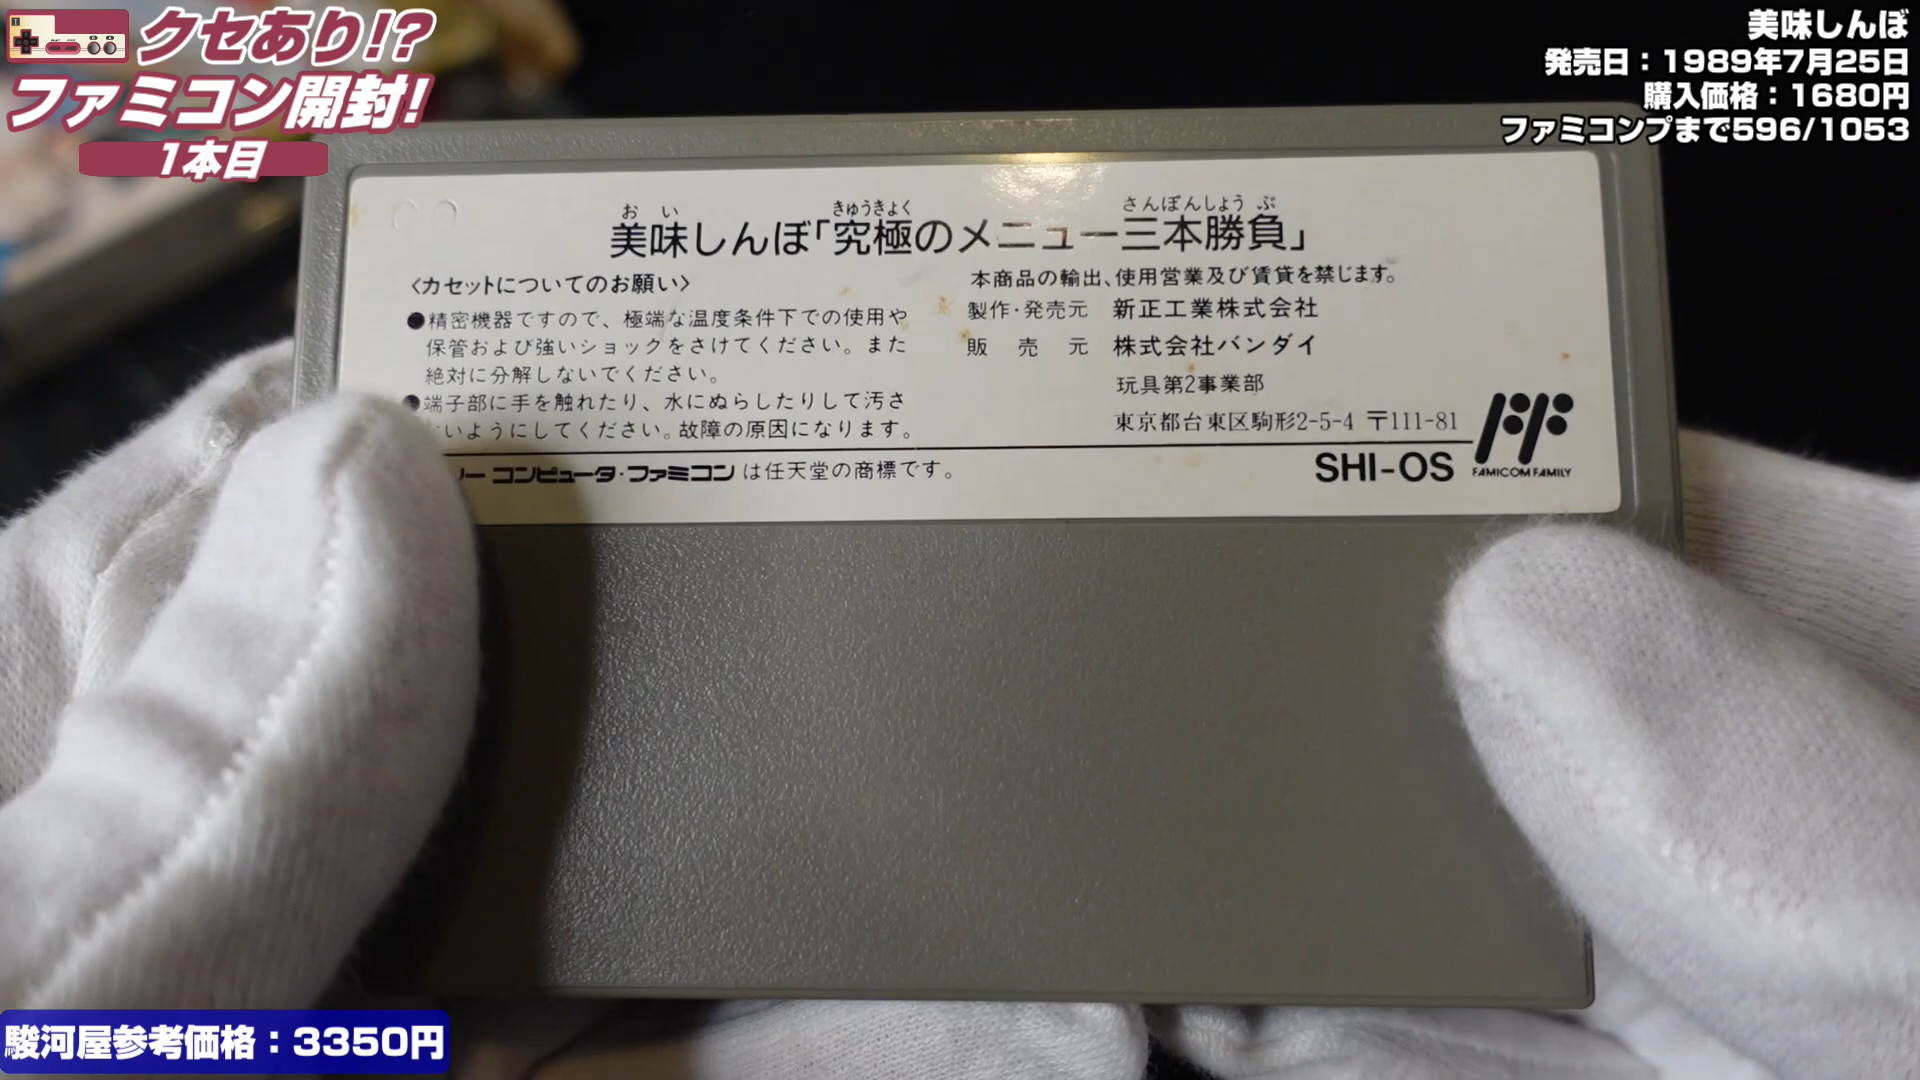 クセあり!?
ファミコン開封!
1本目
美味しんぼ
発売日：1989年7月25日
購入価格：1680円
ファミコンプまで596/1053
おい きゅうきょく さんぼんしょうぶ
美味しんぼ「究極のメニュー三本勝負」
〈カセットについてのお願い〉
●精密機器ですので、極端な温度条件下での使用や
保管および強いショックをさけてください。また
絶対に分解しないでください。
●端子部に手を触れたり、水にぬらしたりして汚さ
いようにしてください。故障の原因になります。
本商品の輸出、使用営業及び賃貸を禁じます。
製作・発売元 新正工業株式会社
販売元 株式会社バンダイ
玩具第2事業部
東京都台東区駒形2-5-4 〒111-81
リー コンピュータ・ファミコン は任天堂の商標です。
SHI-OS
FAMICOM FAMILY
駿河屋参考価格：3350円